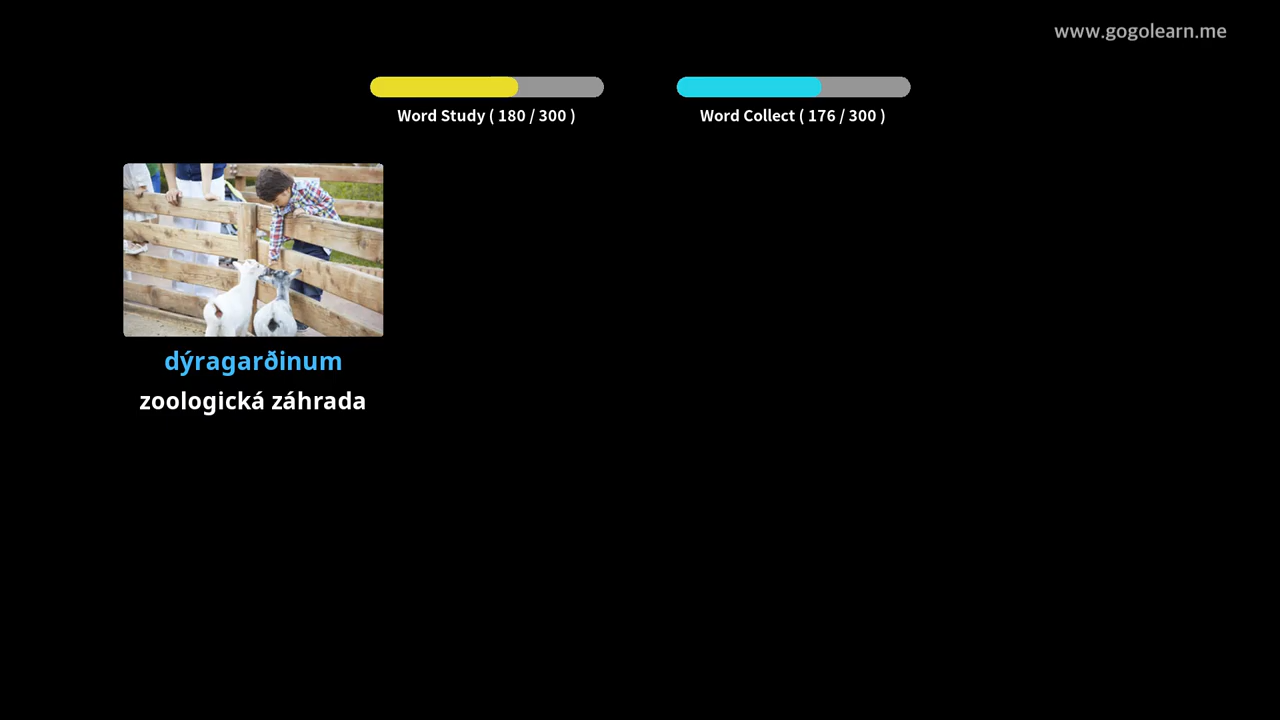 www.gogolearn.me
Word Study ( 180 / 300 )
Word Collect ( 176 / 300 )
dýragarðinum
zoologická záhrada